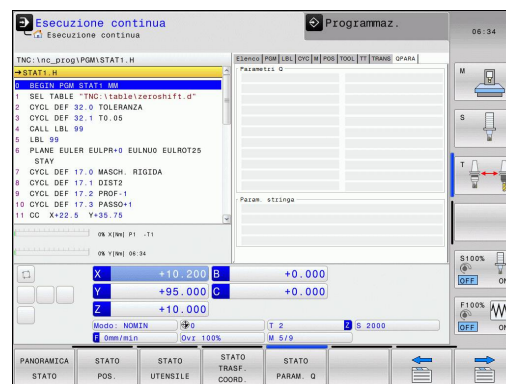 Esecuzione continua
Esecuzione continua
Programmaz.
06:34
TNC:\nc_prog\PGM\STAT1.H
→STAT1.H
0 BEGIN PGM STAT1 MM
1 SEL TABLE "TNC:\table\zeroshift.d"
2 CYCL DEF 32.0 TOLERANZA
3 CYCL DEF 32.1 T0.05
4 CALL LBL 99
5 LBL 99
6 PLANE EULER EULPR+0 EULNU0 EULROT25
STAY
7 CYCL DEF 17.0 MASCH. RIGIDA
8 CYCL DEF 17.1 DIST2
9 CYCL DEF 17.2 PROF-1
10 CYCL DEF 17.3 PASSO+1
11 CC X+22.5 Y+35.75
Elenco PGM LBL CYC M POS TOOL TT TRANS QPARA
Parametri Q
Param. stringa
0% X[Nm] P1 -T1
0% Y[Nm] 06:34
X +10.200 B +0.000
Y +95.000 C +0.000
Z +10.000
Modo: NOMIN 0 T 2 Z S 2000
F 0mm/min Ovr 100% M 5/9
M
S
T
S100%
OFF ON
F100%
OFF ON
PANORAMICA STATO
STATO POS.
STATO UTENSILE
STATO TRASF. COORD.
STATO PARAM. Q